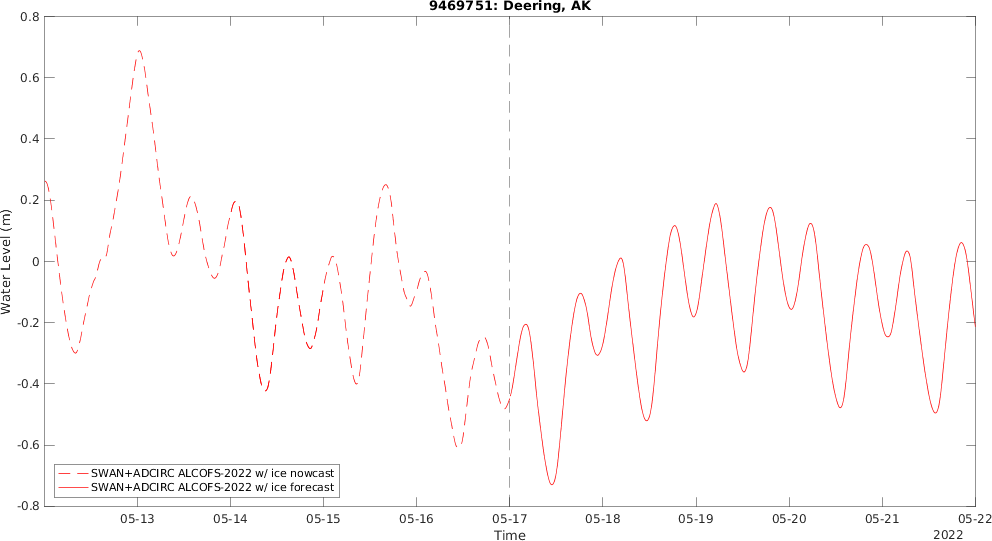 9469751: Deering, AK
Water Level (m)
0.8
0.6
0.4
0.2
0
-0.2
-0.4
-0.6
-0.8
SWAN+ADCIRC ALCOFS-2022 w/ ice nowcast
SWAN+ADCIRC ALCOFS-2022 w/ ice forecast
05-13 05-14 05-15 05-16 05-17 05-18 05-19 05-20 05-21 05-22
Time
2022